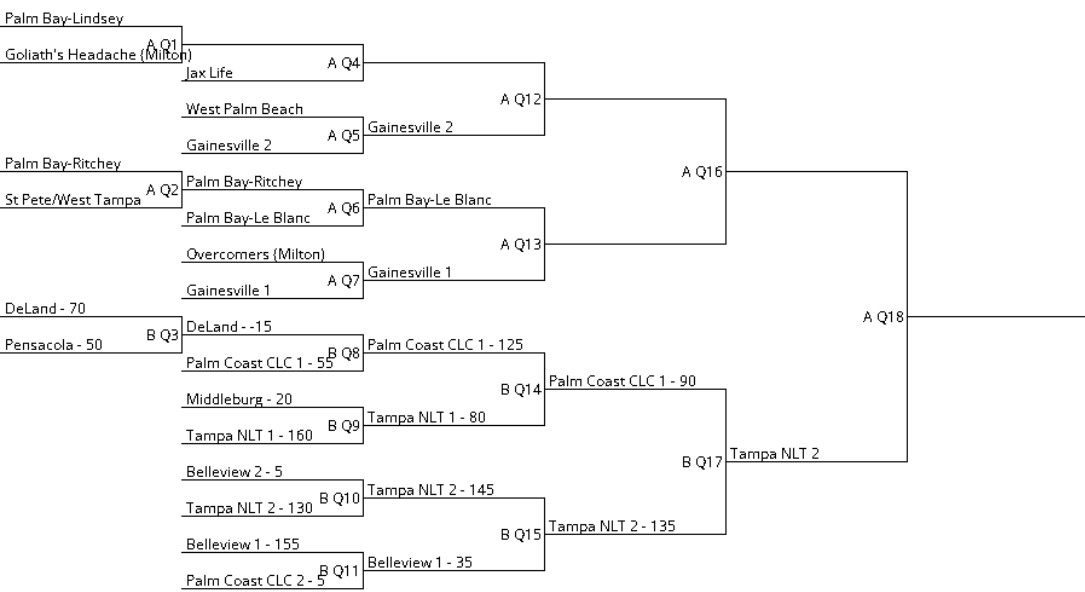 Palm Bay-Lindsey
A Q1
Goliath's Headache (Milton)
A Q4
Jax Life
A Q12
West Palm Beach
Gainesville 2
A Q5
Gainesville 2
Palm Bay-Ritchey
A Q16
A Q2
Palm Bay-Ritchey
St Pete/West Tampa
Palm Bay-Le Blanc
A Q6
Palm Bay-Le Blanc
A Q13
Overcomers (Milton)
Gainesville 1
A Q7
Gainesville 1
DeLand - 70
A Q18
DeLand - -15
B Q3
Pensacola - 50
Palm Coast CLC 1 - 125
B Q8
Palm Coast CLC 1 - 55
Palm Coast CLC 1 - 90
B Q14
Middleburg - 20
Tampa NLT 1 - 80
B Q9
Tampa NLT 1 - 160
Tampa NLT 2
B Q17
Belleview 2 - 5
Tampa NLT 2 - 145
B Q10
Tampa NLT 2 - 130
Tampa NLT 2 - 135
B Q15
Belleview 1 - 155
Belleview 1 - 35
B Q11
Palm Coast CLC 2 - 5